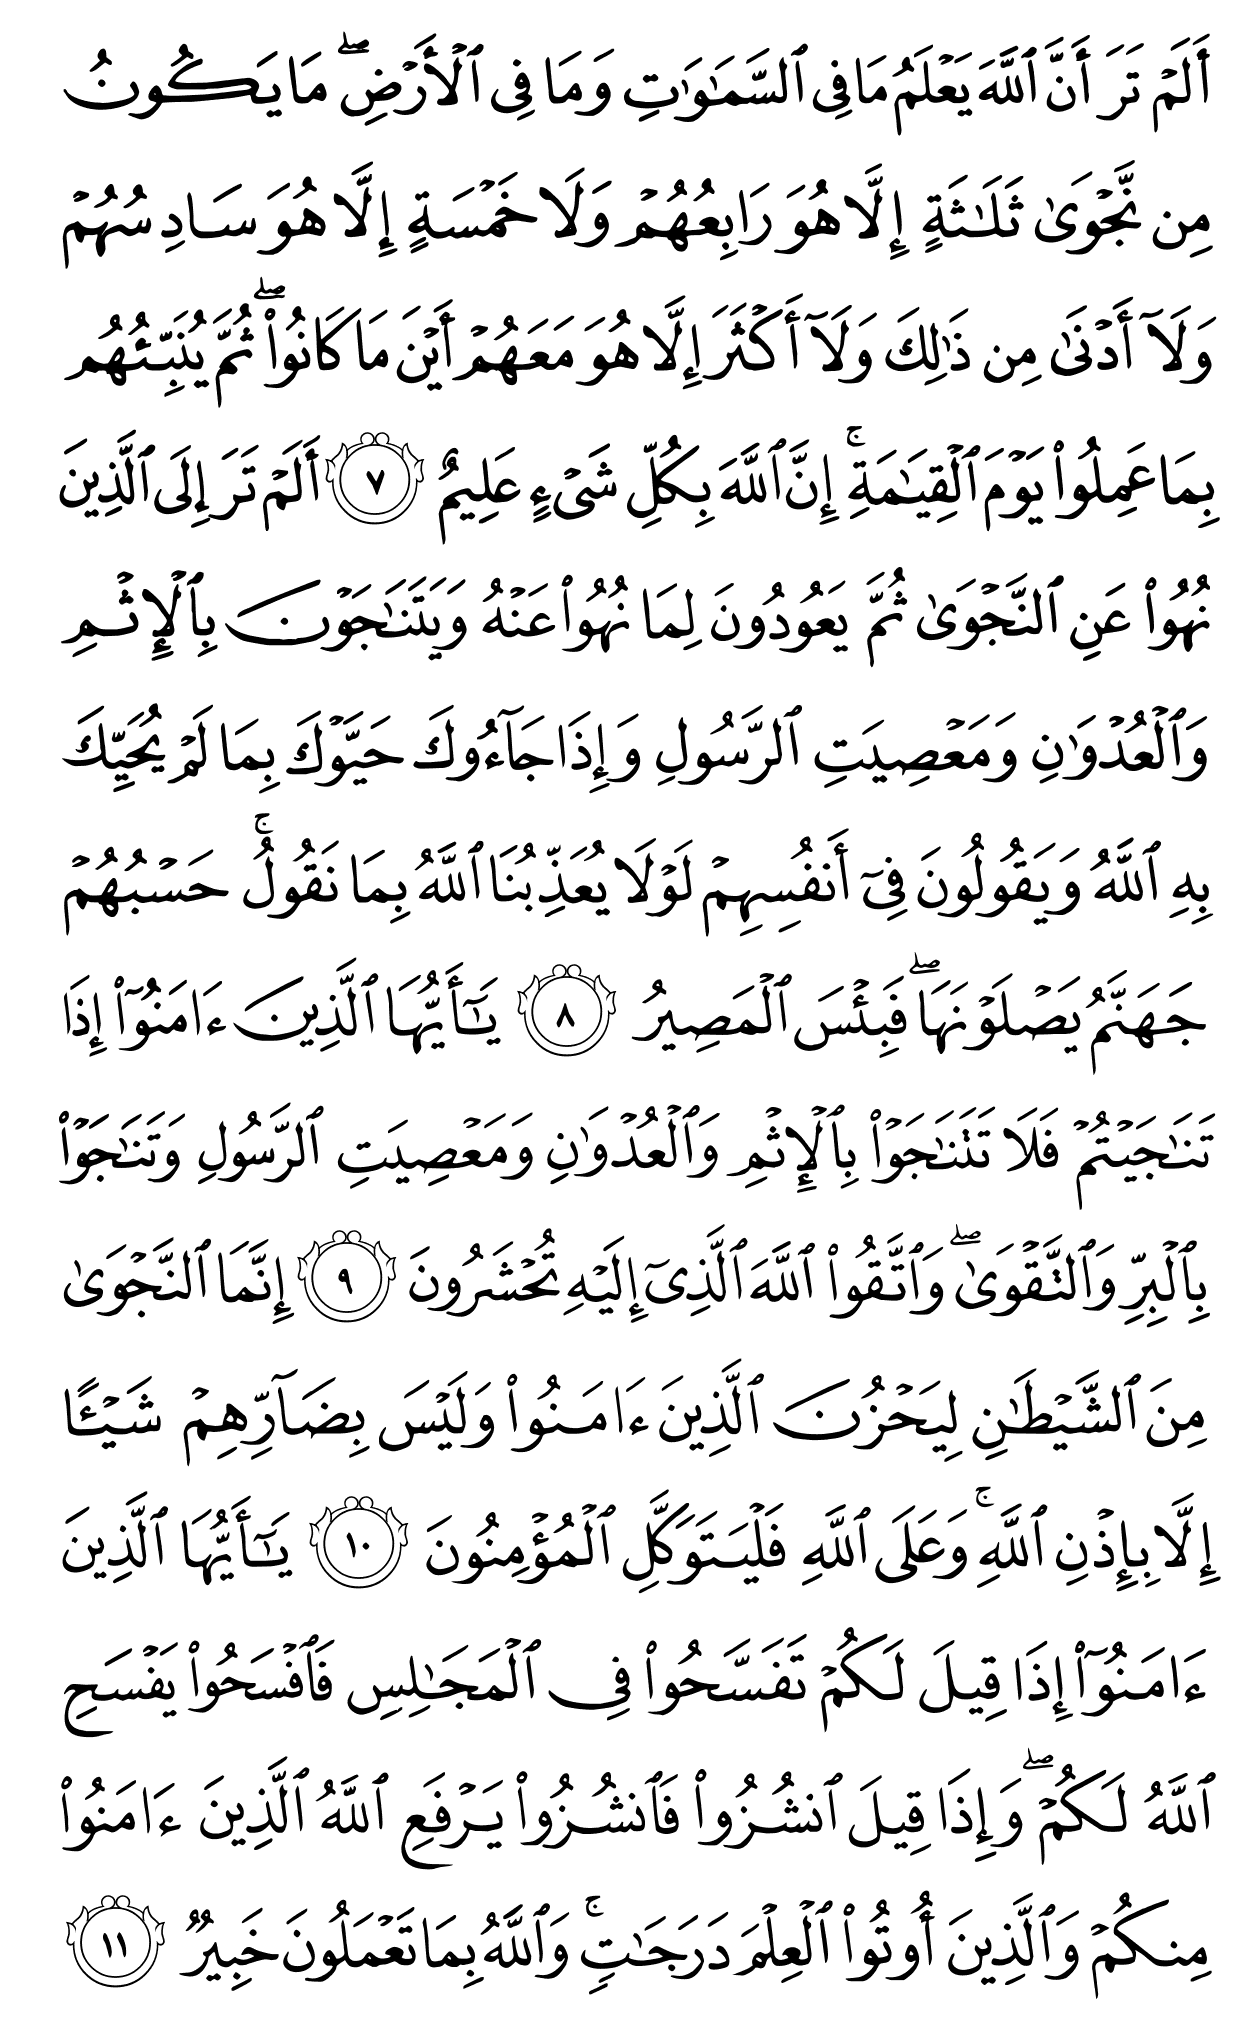 أَلَمْ تَرَ أَنَّ ٱللَّهَ يَعْلَمُ مَا فِى ٱلسَّمَٰوَٰتِ وَمَا فِى ٱلْأَرْضِ ۖ مَا يَكُونُ
مِن نَّجْوَىٰ ثَلَٰثَةٍ إِلَّا هُوَ رَابِعُهُمْ وَلَا خَمْسَةٍ إِلَّا هُوَ سَادِسُهُمْ
وَلَآ أَدْنَىٰ مِن ذَٰلِكَ وَلَآ أَكْثَرَ إِلَّا هُوَ مَعَهُمْ أَيْنَ مَا كَانُوا۟ ۖ ثُمَّ يُنَبِّئُهُم
بِمَا عَمِلُوا۟ يَوْمَ ٱلْقِيَٰمَةِ ۚ إِنَّ ٱللَّهَ بِكُلِّ شَىْءٍ عَلِيمٌ ٧ أَلَمْ تَرَ إِلَى ٱلَّذِينَ
نُهُوا۟ عَنِ ٱلنَّجْوَىٰ ثُمَّ يَعُودُونَ لِمَا نُهُوا۟ عَنْهُ وَيَتَنَٰجَوْنَ بِٱلْإِثْمِ
وَٱلْعُدْوَٰنِ وَمَعْصِيَتِ ٱلرَّسُولِ وَإِذَا جَآءُوكَ حَيَّوْكَ بِمَا لَمْ يُحَيِّكَ
بِهِ ٱللَّهُ وَيَقُولُونَ فِىٓ أَنفُسِهِمْ لَوْلَا يُعَذِّبُنَا ٱللَّهُ بِمَا نَقُولُ ۚ حَسْبُهُمْ
جَهَنَّمُ يَصْلَوْنَهَا ۖ فَبِئْسَ ٱلْمَصِيرُ ٨ يَٰٓأَيُّهَا ٱلَّذِينَ ءَامَنُوٓا۟ إِذَا
تَنَٰجَيْتُمْ فَلَا تَتَنَٰجَوْا۟ بِٱلْإِثْمِ وَٱلْعُدْوَٰنِ وَمَعْصِيَتِ ٱلرَّسُولِ وَتَنَٰجَوْا۟
بِٱلْبِرِّ وَٱلتَّقْوَىٰ ۖ وَٱتَّقُوا۟ ٱللَّهَ ٱلَّذِىٓ إِلَيْهِ تُحْشَرُونَ ٩ إِنَّمَا ٱلنَّجْوَىٰ
مِنَ ٱلشَّيْطَٰنِ لِيَحْزُنَ ٱلَّذِينَ ءَامَنُوا۟ وَلَيْسَ بِضَآرِّهِمْ شَيْـًٔا
إِلَّا بِإِذْنِ ٱللَّهِ ۚ وَعَلَى ٱللَّهِ فَلْيَتَوَكَّلِ ٱلْمُؤْمِنُونَ ١٠ يَٰٓأَيُّهَا ٱلَّذِينَ
ءَامَنُوٓا۟ إِذَا قِيلَ لَكُمْ تَفَسَّحُوا۟ فِى ٱلْمَجَٰلِسِ فَٱفْسَحُوا۟ يَفْسَحِ
ٱللَّهُ لَكُمْ ۖ وَإِذَا قِيلَ ٱنشُزُوا۟ فَٱنشُزُوا۟ يَرْفَعِ ٱللَّهُ ٱلَّذِينَ ءَامَنُوا۟
مِنكُمْ وَٱلَّذِينَ أُوتُوا۟ ٱلْعِلْمَ دَرَجَٰتٍ ۚ وَٱللَّهُ بِمَا تَعْمَلُونَ خَبِيرٌ ١١